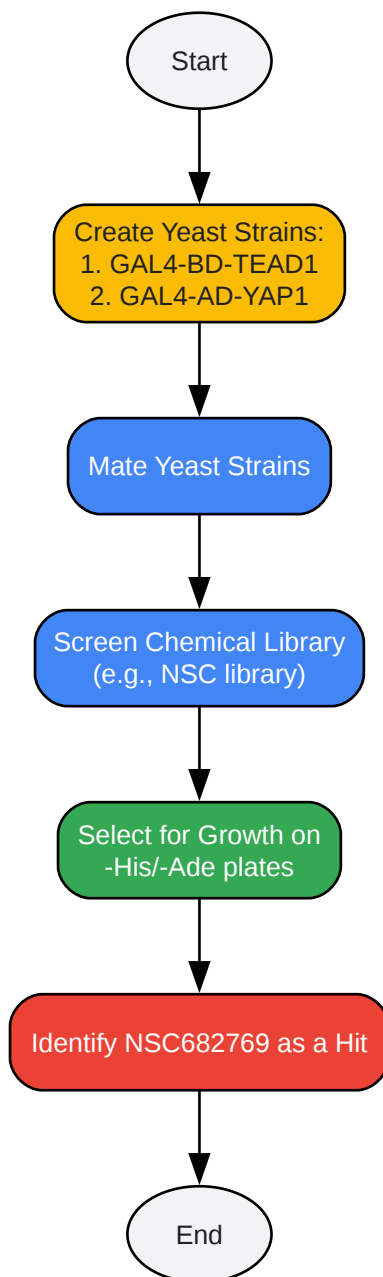 Start
Create Yeast Strains:
1. GAL4-BD-TEAD1
2. GAL4-AD-YAP1
Mate Yeast Strains
Screen Chemical Library
(e.g., NSC library)
Select for Growth on
-His/-Ade plates
Identify NSC682769 as a Hit
End